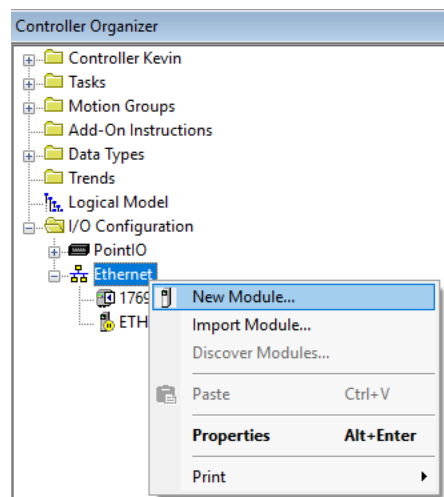 Controller Organizer
Controller Kevin
Tasks
Motion Groups
Add-On Instructions
Data Types
Trends
Logical Model
I/O Configuration
PointIO
Ethernet
1769
ETH
New Module...
Import Module...
Discover Modules...
Paste Ctrl+V
Properties Alt+Enter
Print